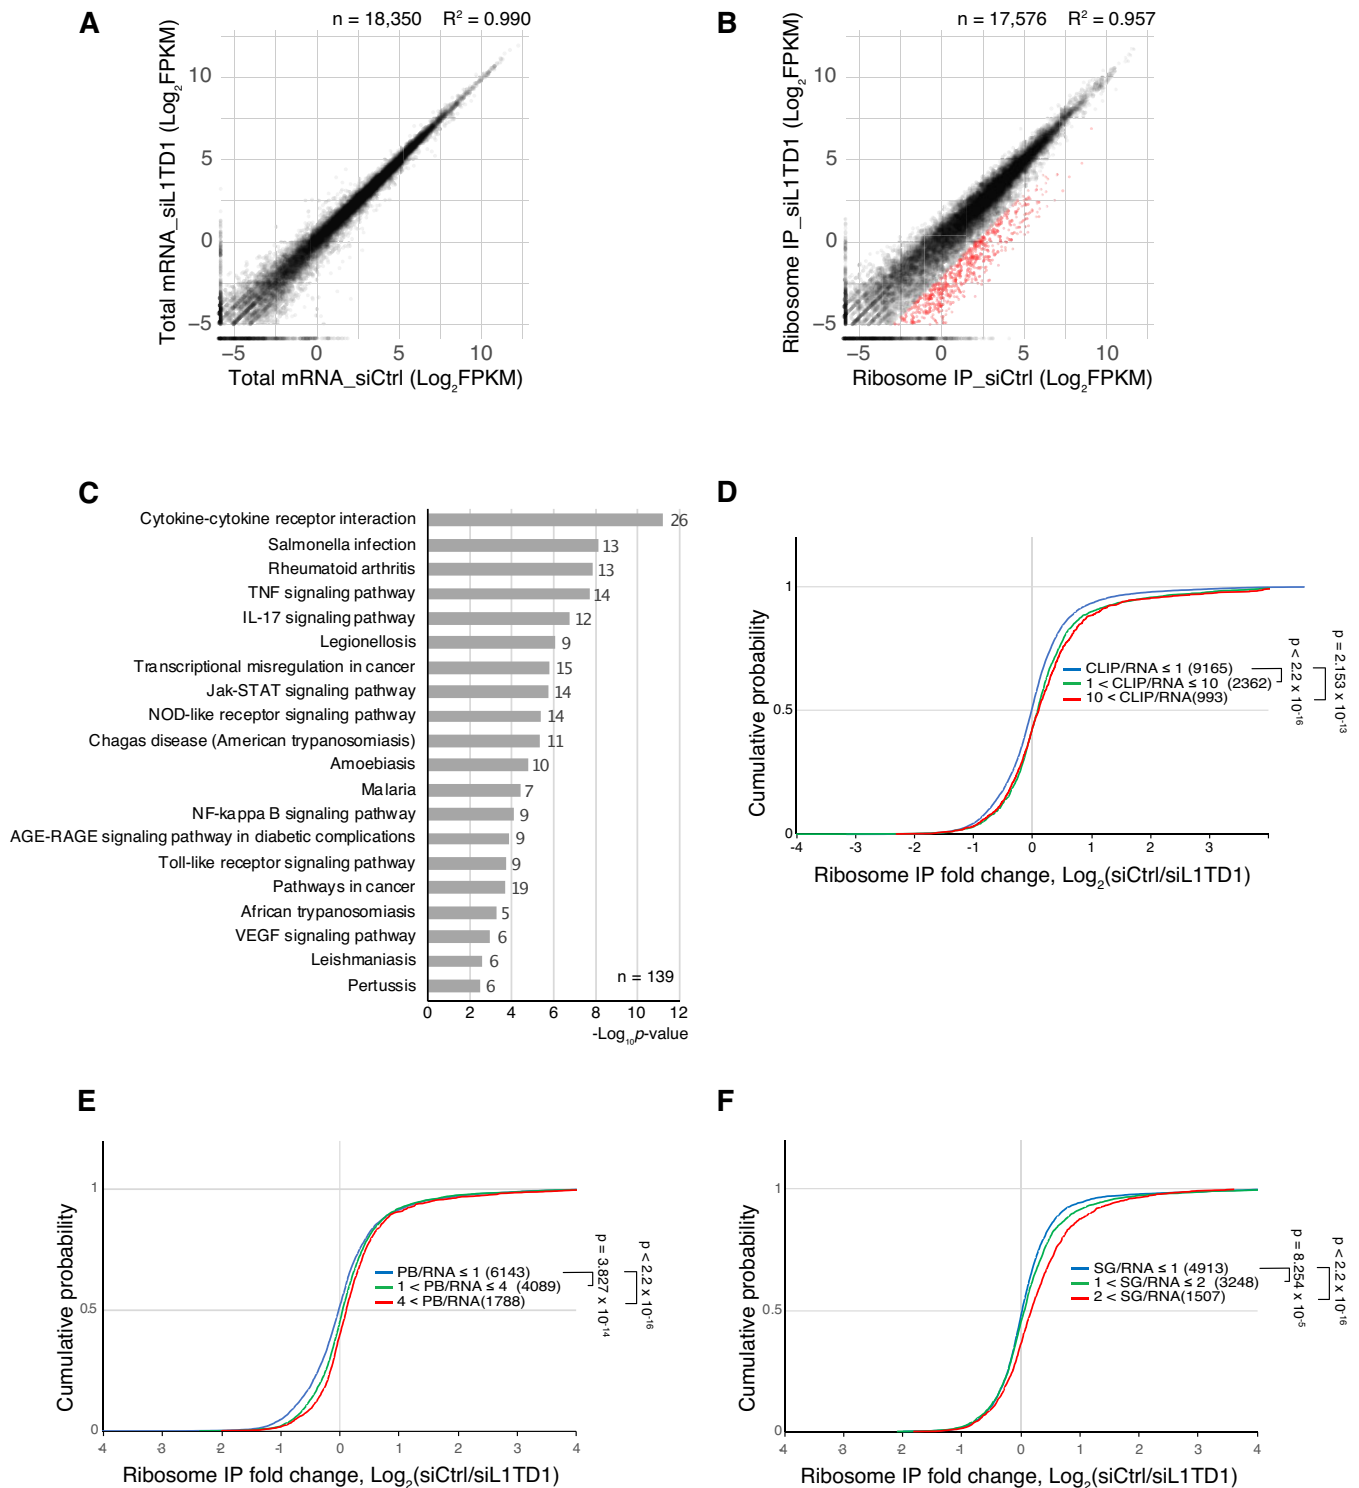 A
n = 18,350 R² = 0.990
Total mRNA_siL1TD1 (Log₂FPKM)
10
5
0
−5
−5 0 5 10
Total mRNA_siCtrl (Log₂FPKM)
B
n = 17,576 R² = 0.957
Ribosome IP_siL1TD1 (Log₂FPKM)
10
5
0
−5
−5 0 5 10
Ribosome IP_siCtrl (Log₂FPKM)
C
Cytokine-cytokine receptor interaction 26
Salmonella infection 13
Rheumatoid arthritis 13
TNF signaling pathway 14
IL-17 signaling pathway 12
Legionellosis 9
Transcriptional misregulation in cancer 15
Jak-STAT signaling pathway 14
NOD-like receptor signaling pathway 14
Chagas disease (American trypanosomiasis) 11
Amoebiasis 10
Malaria 7
NF-kappa B signaling pathway 9
AGE-RAGE signaling pathway in diabetic complications 9
Toll-like receptor signaling pathway 9
Pathways in cancer 19
African trypanosomiasis 5
VEGF signaling pathway 6
Leishmaniasis 6
Pertussis 6
n = 139
0 2 4 6 8 10 12
-Log₁₀p-value
D
Cumulative probability
1
0.5
0
CLIP/RNA ≤ 1 (9165)
1 < CLIP/RNA ≤ 10 (2362)
10 < CLIP/RNA(993)
p < 2.2 x 10⁻¹⁶
p = 2.153 x 10⁻¹³
-4 -3 -2 -1 0 1 2 3
Ribosome IP fold change, Log₂(siCtrl/siL1TD1)
E
Cumulative probability
1
0.5
0
PB/RNA ≤ 1 (6143)
1 < PB/RNA ≤ 4 (4089)
4 < PB/RNA(1788)
p = 3.827 x 10⁻¹⁴
p < 2.2 x 10⁻¹⁶
-4 -3 -2 -1 0 1 2 3 4
Ribosome IP fold change, Log₂(siCtrl/siL1TD1)
F
Cumulative probability
1
0.5
0
SG/RNA ≤ 1 (4913)
1 < SG/RNA ≤ 2 (3248)
2 < SG/RNA(1507)
p = 8.254 x 10⁻⁵
p < 2.2 x 10⁻¹⁶
-4 -3 -2 -1 0 1 2 3 4
Ribosome IP fold change, Log₂(siCtrl/siL1TD1)